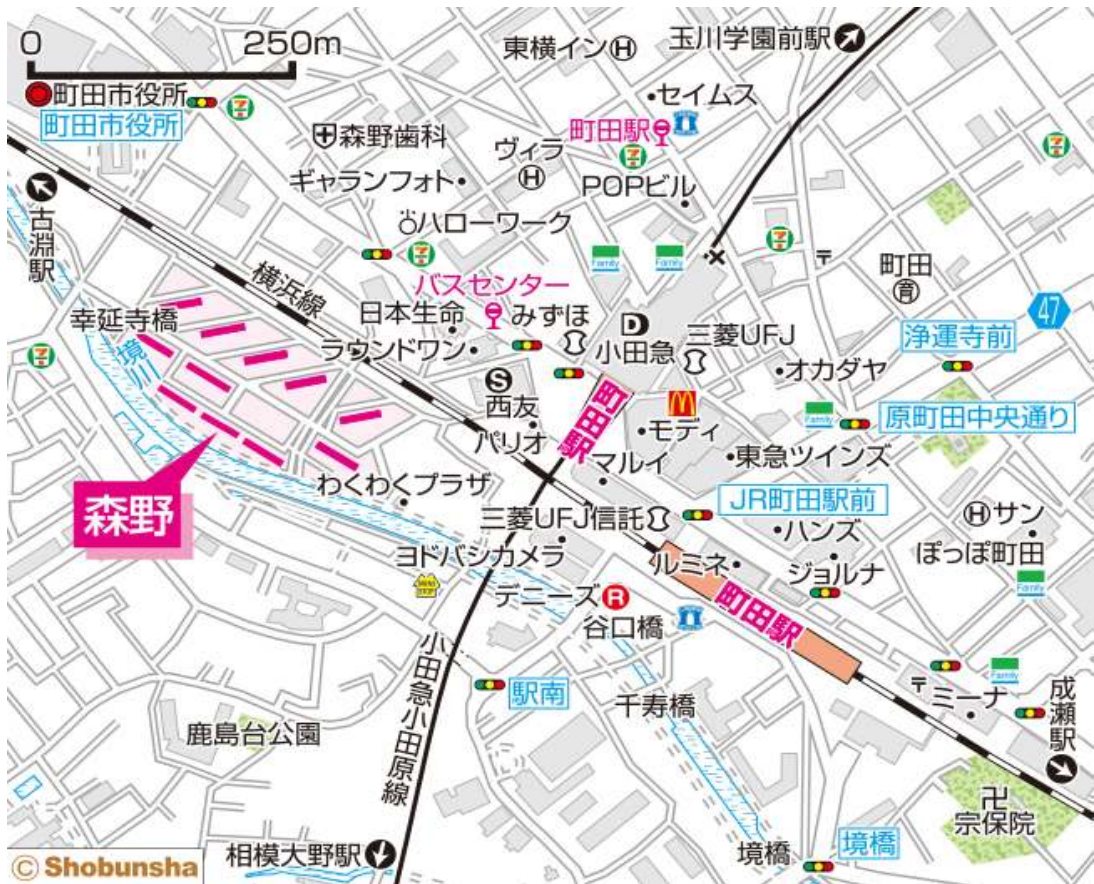 0 250m
東横イン H
玉川学園前駅
町田市役所
町田市役所
セイムス
町田駅
森野歯科
ヴィラ
H
ギャランフォト
POPビル
ハローワーク
古淵駅
横浜線
Family
Family
〒
町田
育
47
バスセンター
日本生命
みずほ
D
小田急
三菱UFJ
浄運寺前
幸延寺橋
境川
ラウンドワン
オカダヤ
S
西友
町田駅
モディ
Family
原町田中央通り
パリオ
マルイ
東急ツインズ
森野
わくわくプラザ
JR町田駅前
三菱UFJ信託
ハンズ
H サン
ぽっぽ町田
ヨドバシカメラ
ルミネ
ジョルナ
Family
デニーズ R
町田駅
谷口橋
小田急小田原線
駅南
千寿橋
〒
Family
ミーナ
成瀬駅
鹿島台公園
卍
宗保院
相模大野駅
境橋
境橋
© Shobunsha